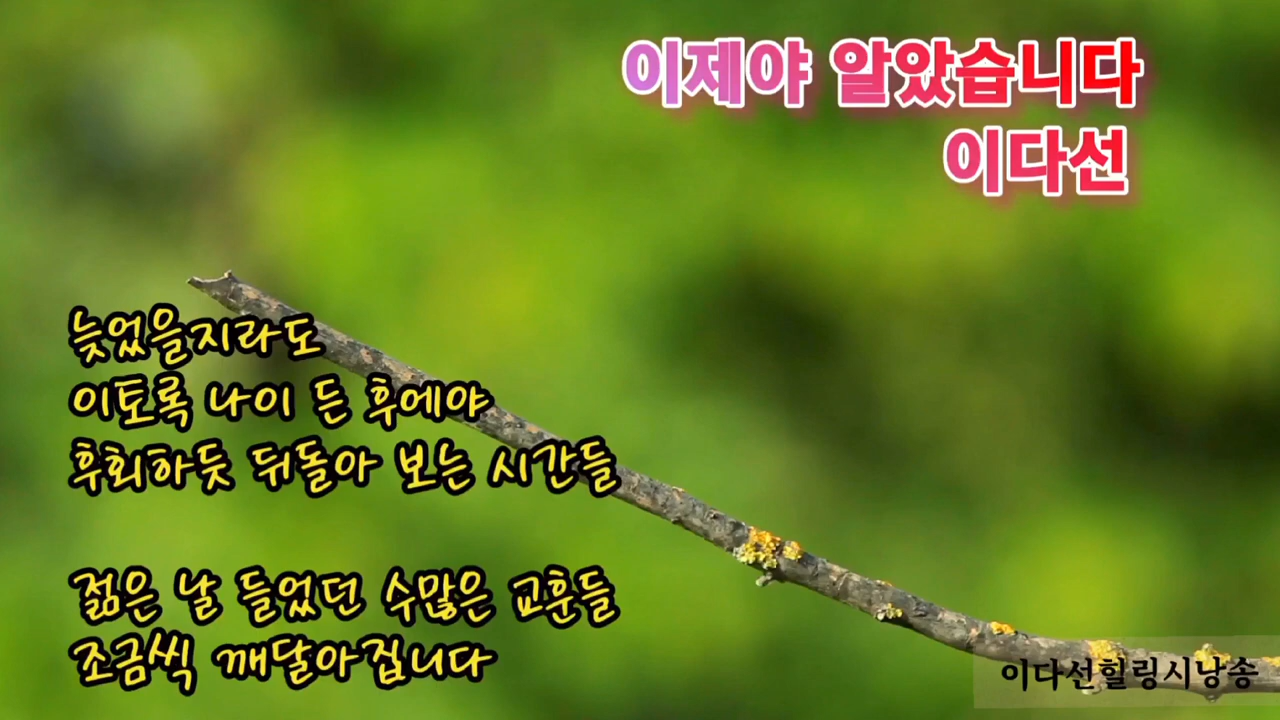 이제야 알았습니다
이다선
늦었을지라도
이토록 나이 든 후에야
후회하듯 뒤돌아 보는 시간들
젊은 날 들었던 수많은 교훈들
조금씩 깨달아집니다
이다선힐링시낭송